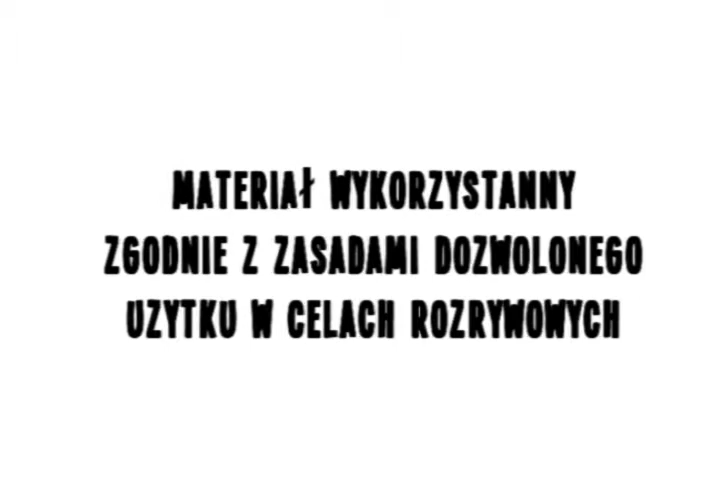 MATERIAŁ WYKORZYSTANNY
ZGODNIE Z ZASADAMI DOZWOLONEGO
UZYTKU W CELACH ROZRYWOWYCH